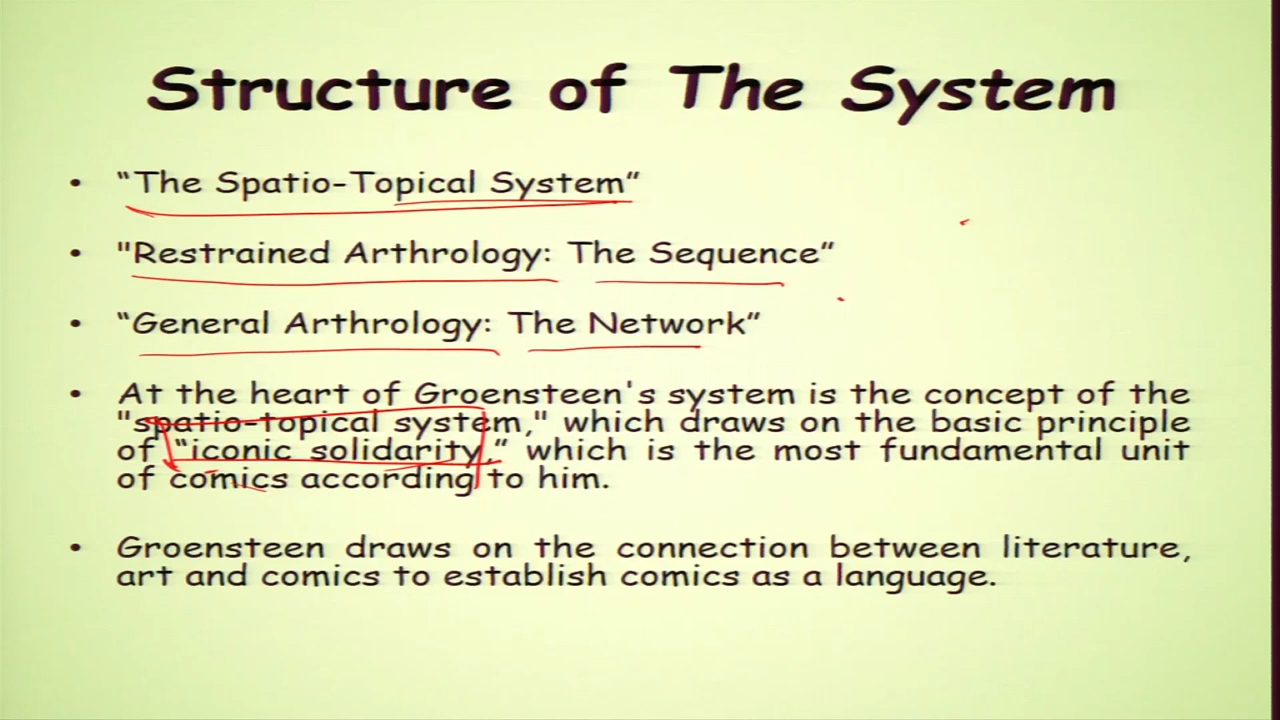 Structure of The System
• “The Spatio-Topical System”
• "Restrained Arthrology: The Sequence”
• “General Arthrology: The Network”
• At the heart of Groensteen's system is the concept of the
"spatio-topical system," which draws on the basic principle
of “iconic solidarity,” which is the most fundamental unit
of comics according to him.
• Groensteen draws on the connection between literature,
art and comics to establish comics as a language.